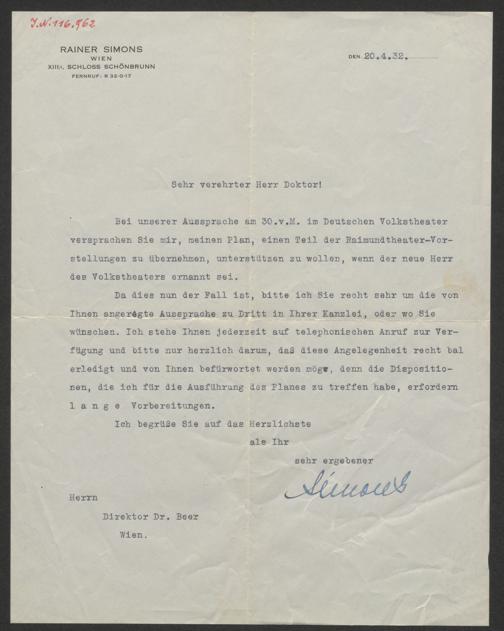 J.N. 116.962
RAINER SIMONS
WIEN
XIII/1, SCHLOSS SCHÖNBRUNN
FERNRUF: R 32-0-17
DEN 20.4.32.
Sehr verehrter Herr Doktor!
Bei unserer Aussprache am 30.v.M. im Deutschen Volkstheater
versprachen Sie mir, meinen Plan, einen Teil der Raimundtheater-Vor-
stellungen zu übernehmen, unterstützen zu wollen, wenn der neue Herr
des Volkstheaters ernannt sei.
Da dies nun der Fall ist, bitte ich Sie recht sehr um die von
Ihnen angeregte Aussprache zu Dritt in Ihrer Kanzlei, oder wo Sie
wünschen. Ich stehe Ihnen jederzeit auf telephonischen Anruf zur Ver-
fügung und bitte nur herzlich darum, daß diese Angelegenheit recht bal
erledigt und von Ihnen befürwortet werden möge, denn die Dispositio-
nen, die ich für die Ausführung des Planes zu treffen habe, erfordern
l a n g e Vorbereitungen.
Ich begrüße Sie auf das Herzlichste
als Ihr
sehr ergebener
Simons
Herrn
Direktor Dr. Beer
Wien.